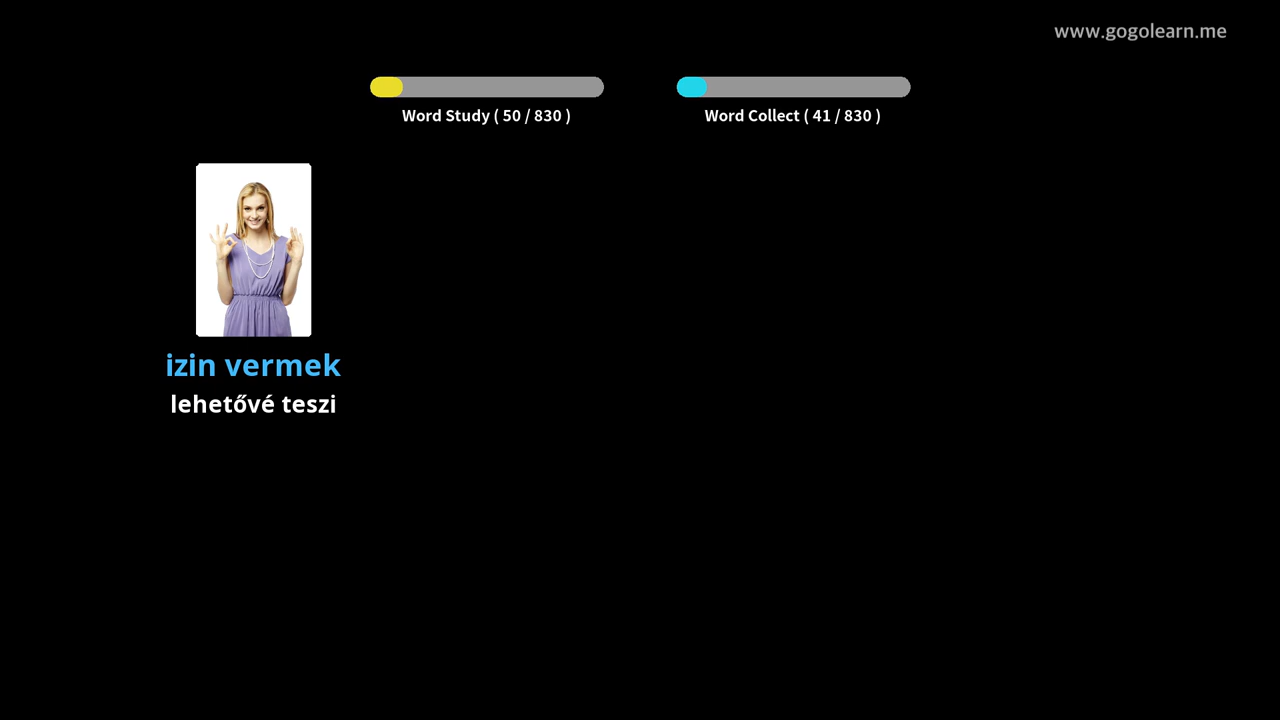 www.gogolearn.me
Word Study ( 50 / 830 )
Word Collect ( 41 / 830 )
izin vermek
lehetővé teszi